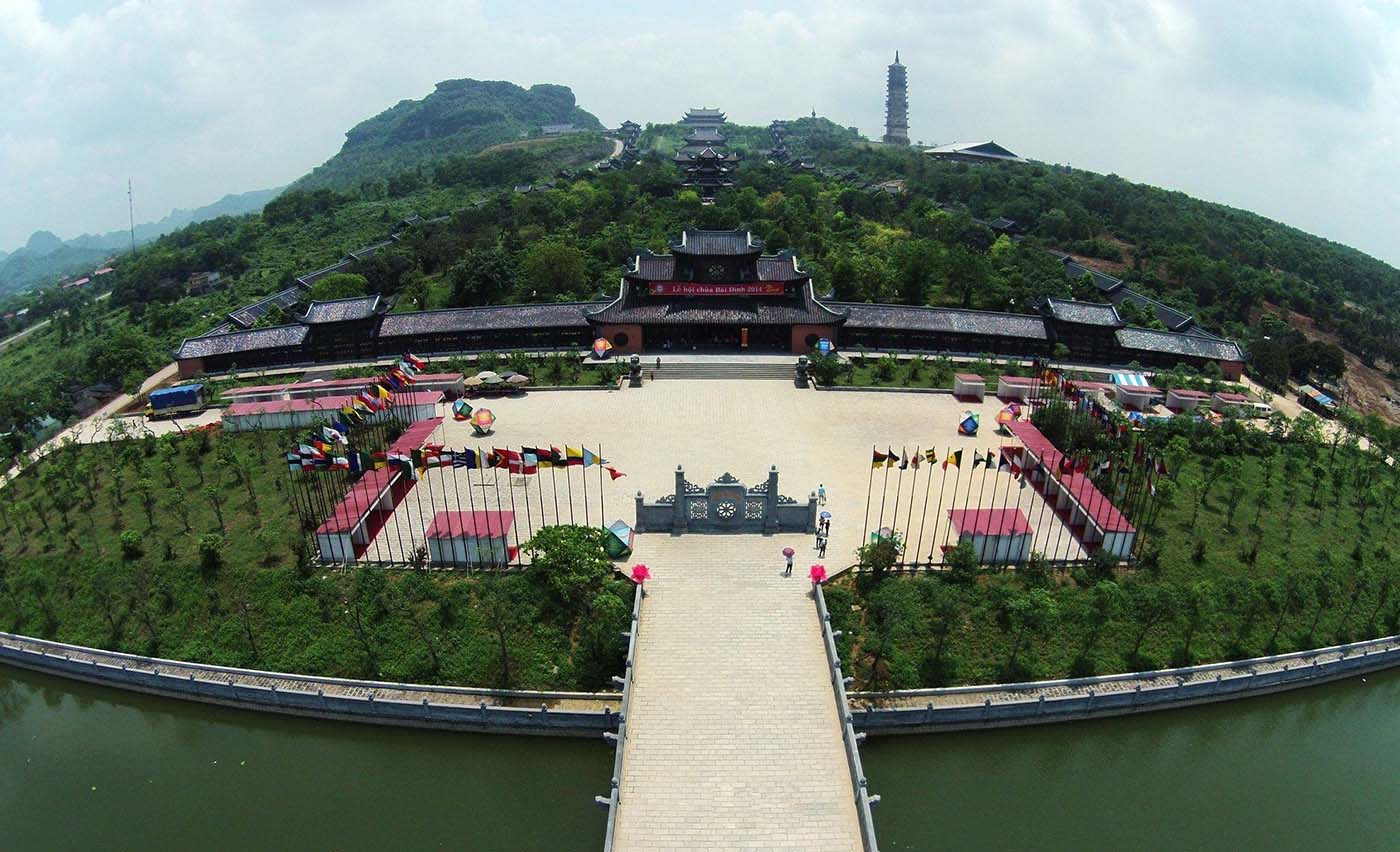 Lễ hội chùa Bái Đính 2014